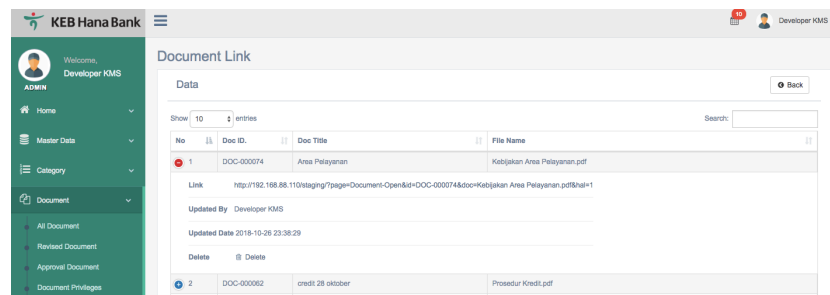 KEB Hana Bank
10
Developer KMS
Welcome,
Developer KMS
ADMIN
Home
Master Data
Category
Document
All Document
Revised Document
Approval Document
Document Privileges
Document Link
Data
Back
Show 10 entries
Search:
No Doc ID. Doc Title File Name
1 DOC-000074 Area Pelayanan Kebijakan Area Pelayanan.pdf
Link http://192.168.88.110/staging/?page=Document-Open&id=DOC-000074&doc=Kebijakan Area Pelayanan.pdf&hal=1
Updated By Developer KMS
Updated Date 2018-10-26 23:38:29
Delete Delete
2 DOC-000062 credit 28 oktober Prosedur Kredit.pdf